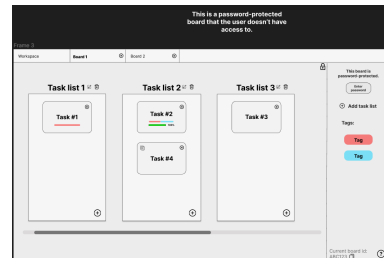 This is a password-protected
board that the user doesn't have
access to.
Frame 3
Workspace
Board 1
Board 2
This board is
password-protected.
Enter
password
Add task list
Tags:
Tag
Tag
Task list 1
Task list 2
Task list 3
Task #1
Task #2
Task #3
Task #4
Current board id: